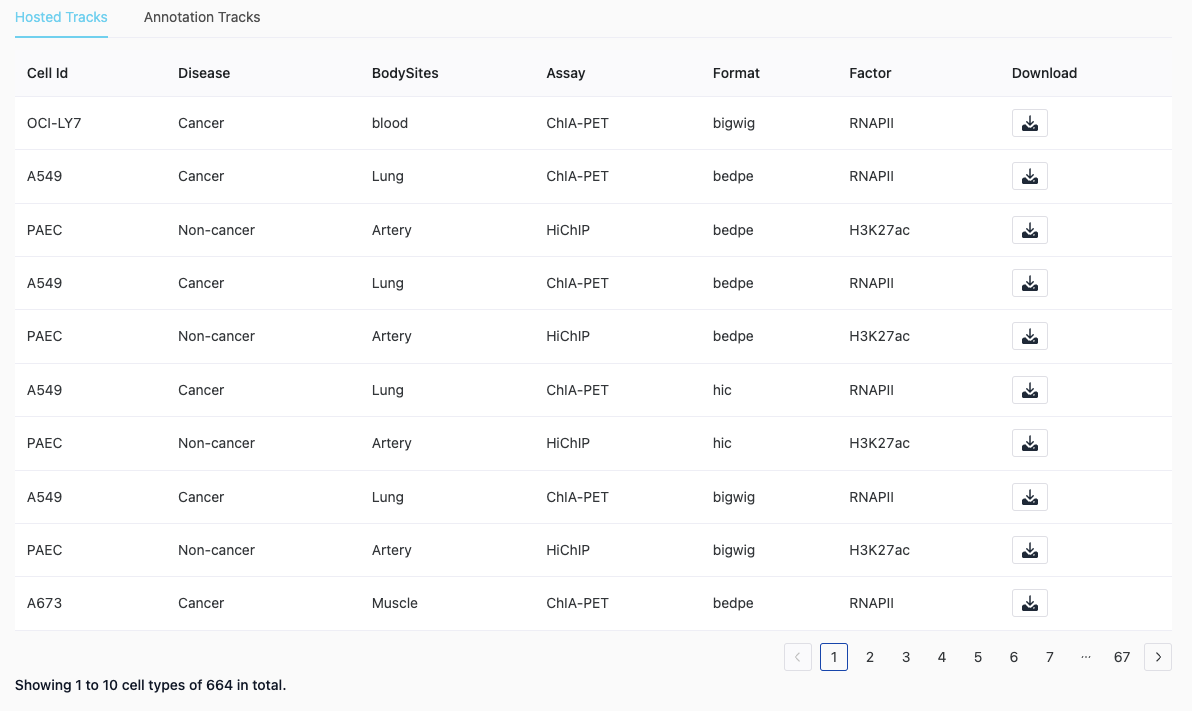 Hosted Tracks Annotation Tracks
Cell Id Disease BodySites Assay Format Factor Download
OCI-LY7 Cancer blood ChIA-PET bigwig RNAPII
A549 Cancer Lung ChIA-PET bedpe RNAPII
PAEC Non-cancer Artery HiChIP bedpe H3K27ac
A549 Cancer Lung ChIA-PET bedpe RNAPII
PAEC Non-cancer Artery HiChIP bedpe H3K27ac
A549 Cancer Lung ChIA-PET hic RNAPII
PAEC Non-cancer Artery HiChIP hic H3K27ac
A549 Cancer Lung ChIA-PET bigwig RNAPII
PAEC Non-cancer Artery HiChIP bigwig H3K27ac
A673 Cancer Muscle ChIA-PET bedpe RNAPII
1 2 3 4 5 6 7 ··· 67
Showing 1 to 10 cell types of 664 in total.